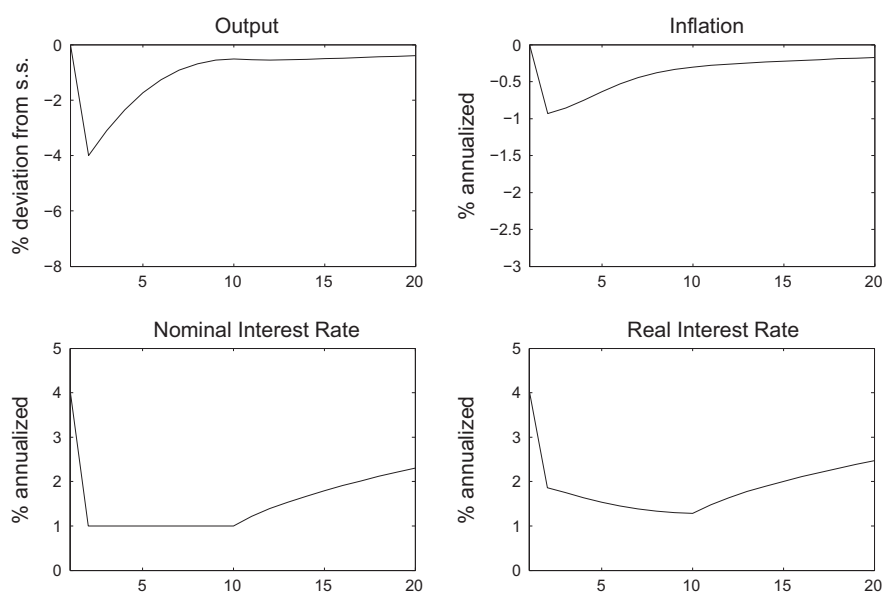 Output
% deviation from s.s.
0
−2
−4
−6
−8
5 10 15 20
Inflation
% annualized
0
−0.5
−1
−1.5
−2
−2.5
−3
5 10 15 20
Nominal Interest Rate
% annualized
5
4
3
2
1
0
5 10 15 20
Real Interest Rate
% annualized
5
4
3
2
1
0
5 10 15 20